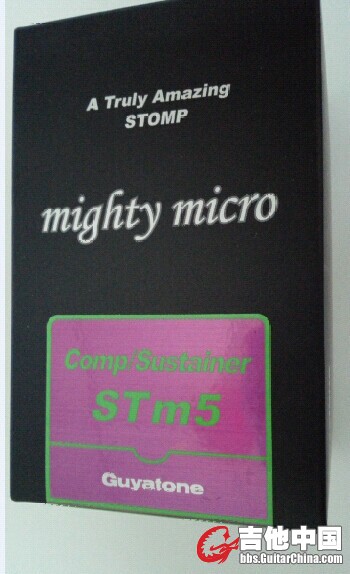 A Truly Amazing
STOMP
mighty micro
Comp/Sustainer
STm5
Guyatone
吉他中国
bbs.GuitarChina.com